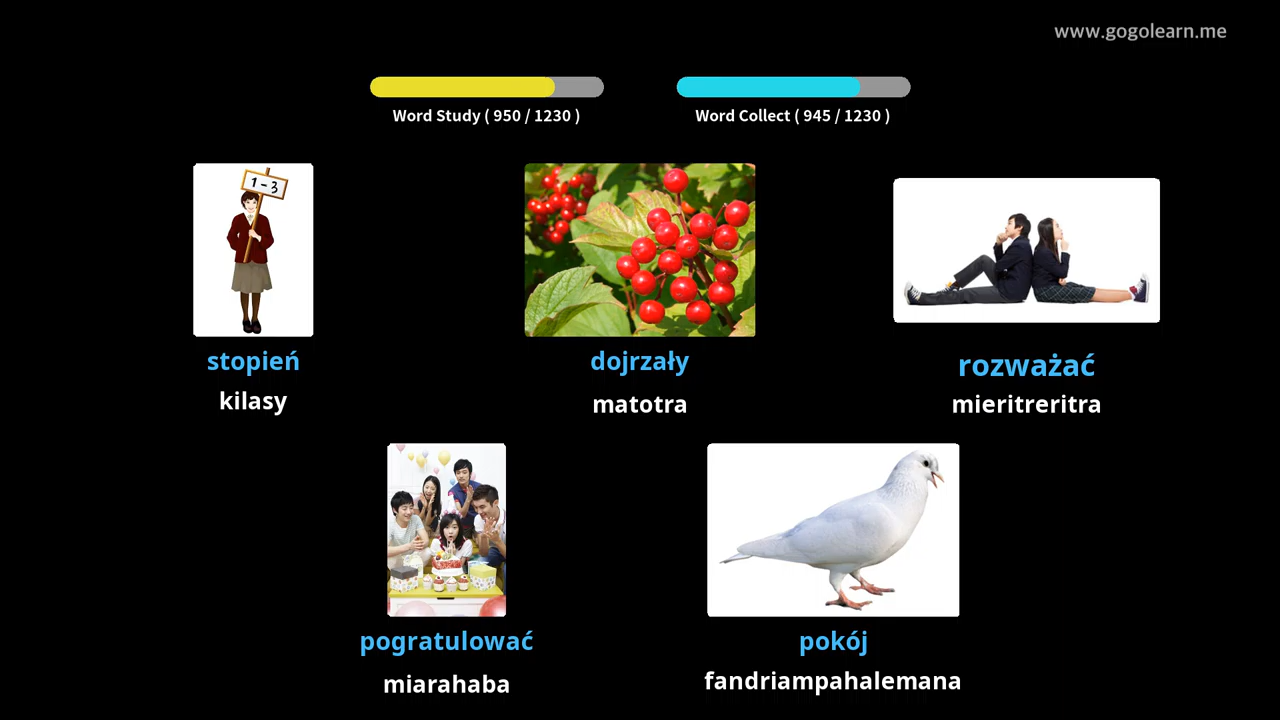 www.gogolearn.me
Word Study ( 950 / 1230 )
Word Collect ( 945 / 1230 )
1 - 3
stopień
kilasy
dojrzały
matotra
rozważać
mieritreritra
pogratulować
miarahaba
pokój
fandriampahalemana